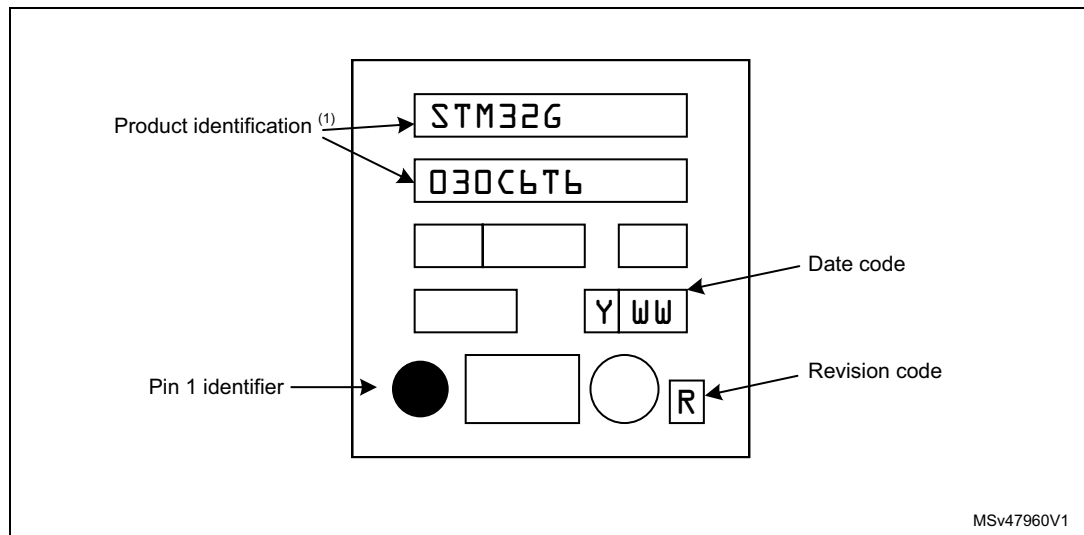 STM32G
Product identification (1)
030C6T6
Date code
Y WW
Revision code
Pin 1 identifier
R
MSv47960V1